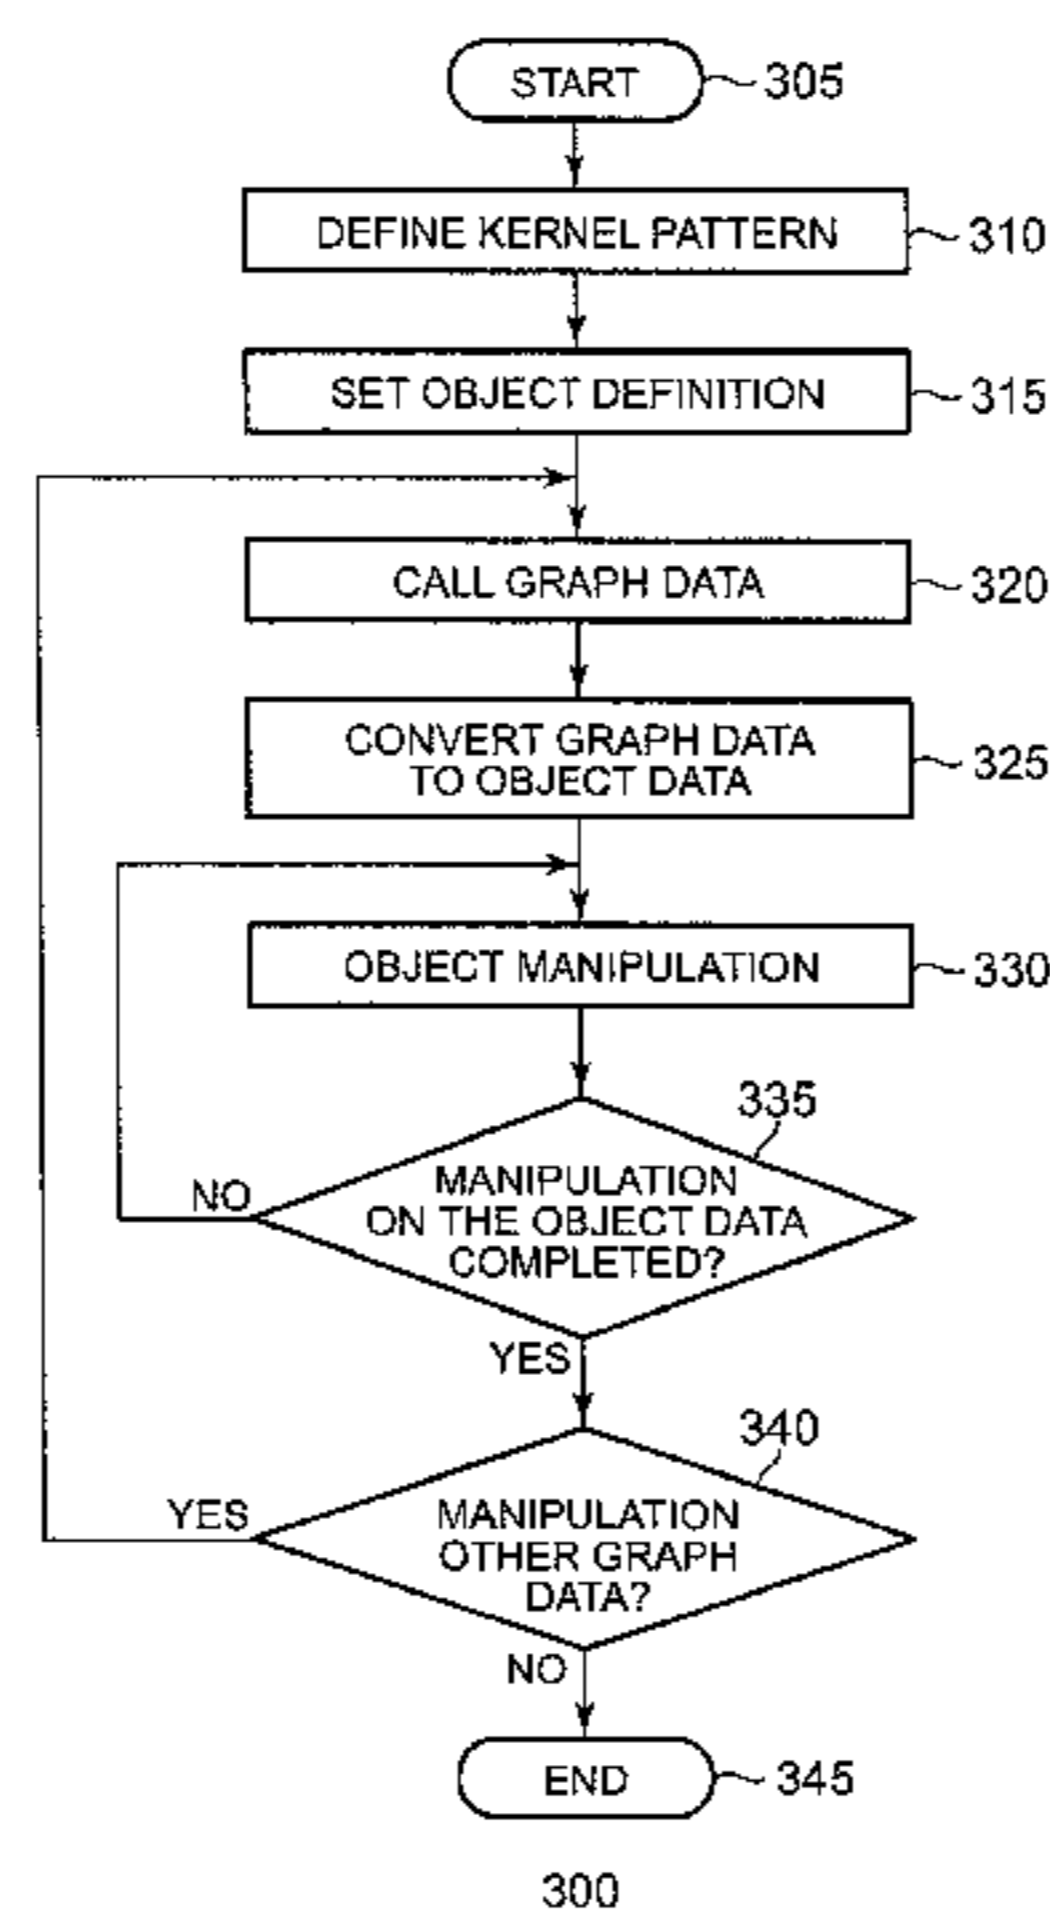 START
305
DEFINE KERNEL PATTERN
310
SET OBJECT DEFINITION
315
CALL GRAPH DATA
320
CONVERT GRAPH DATA
TO OBJECT DATA
325
OBJECT MANIPULATION
330
335
MANIPULATION
ON THE OBJECT DATA
COMPLETED?
NO
YES
340
MANIPULATION
OTHER GRAPH
DATA?
YES
NO
END
345
300